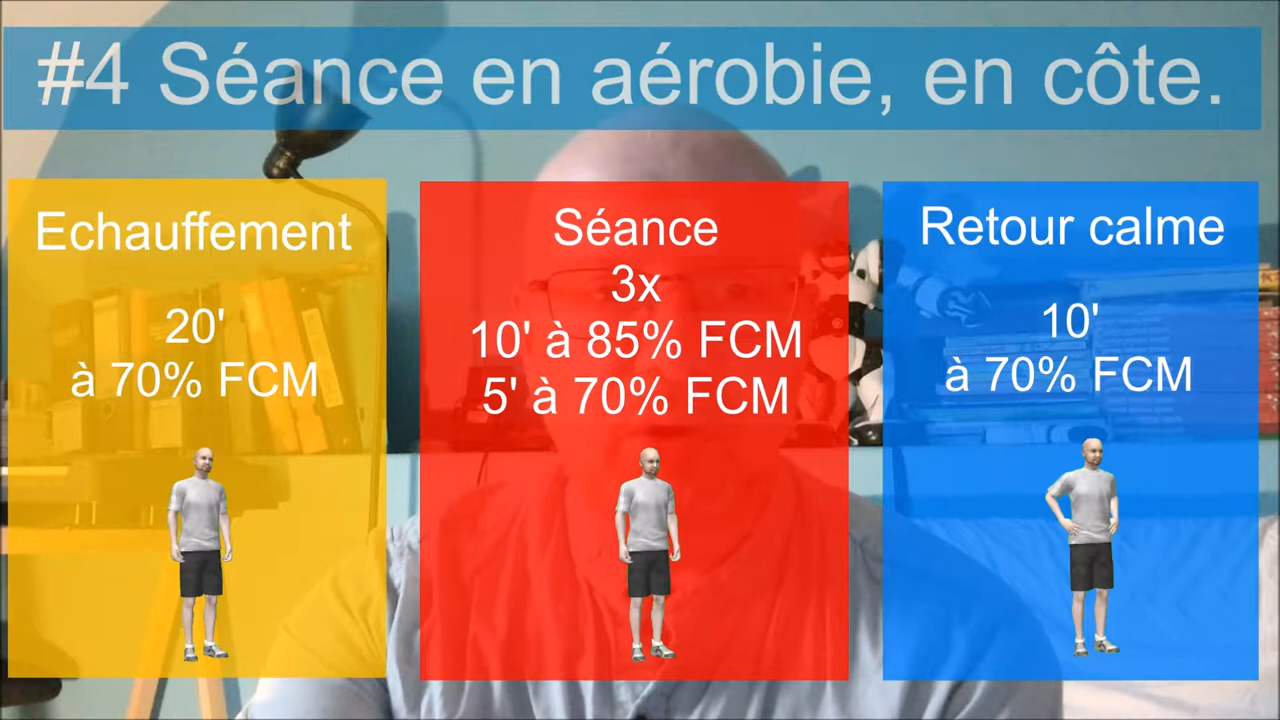 #4 Séance en aérobie, en côte.
Echauffement
20'
à 70% FCM
Séance
3x
10' à 85% FCM
5' à 70% FCM
Retour calme
10'
à 70% FCM